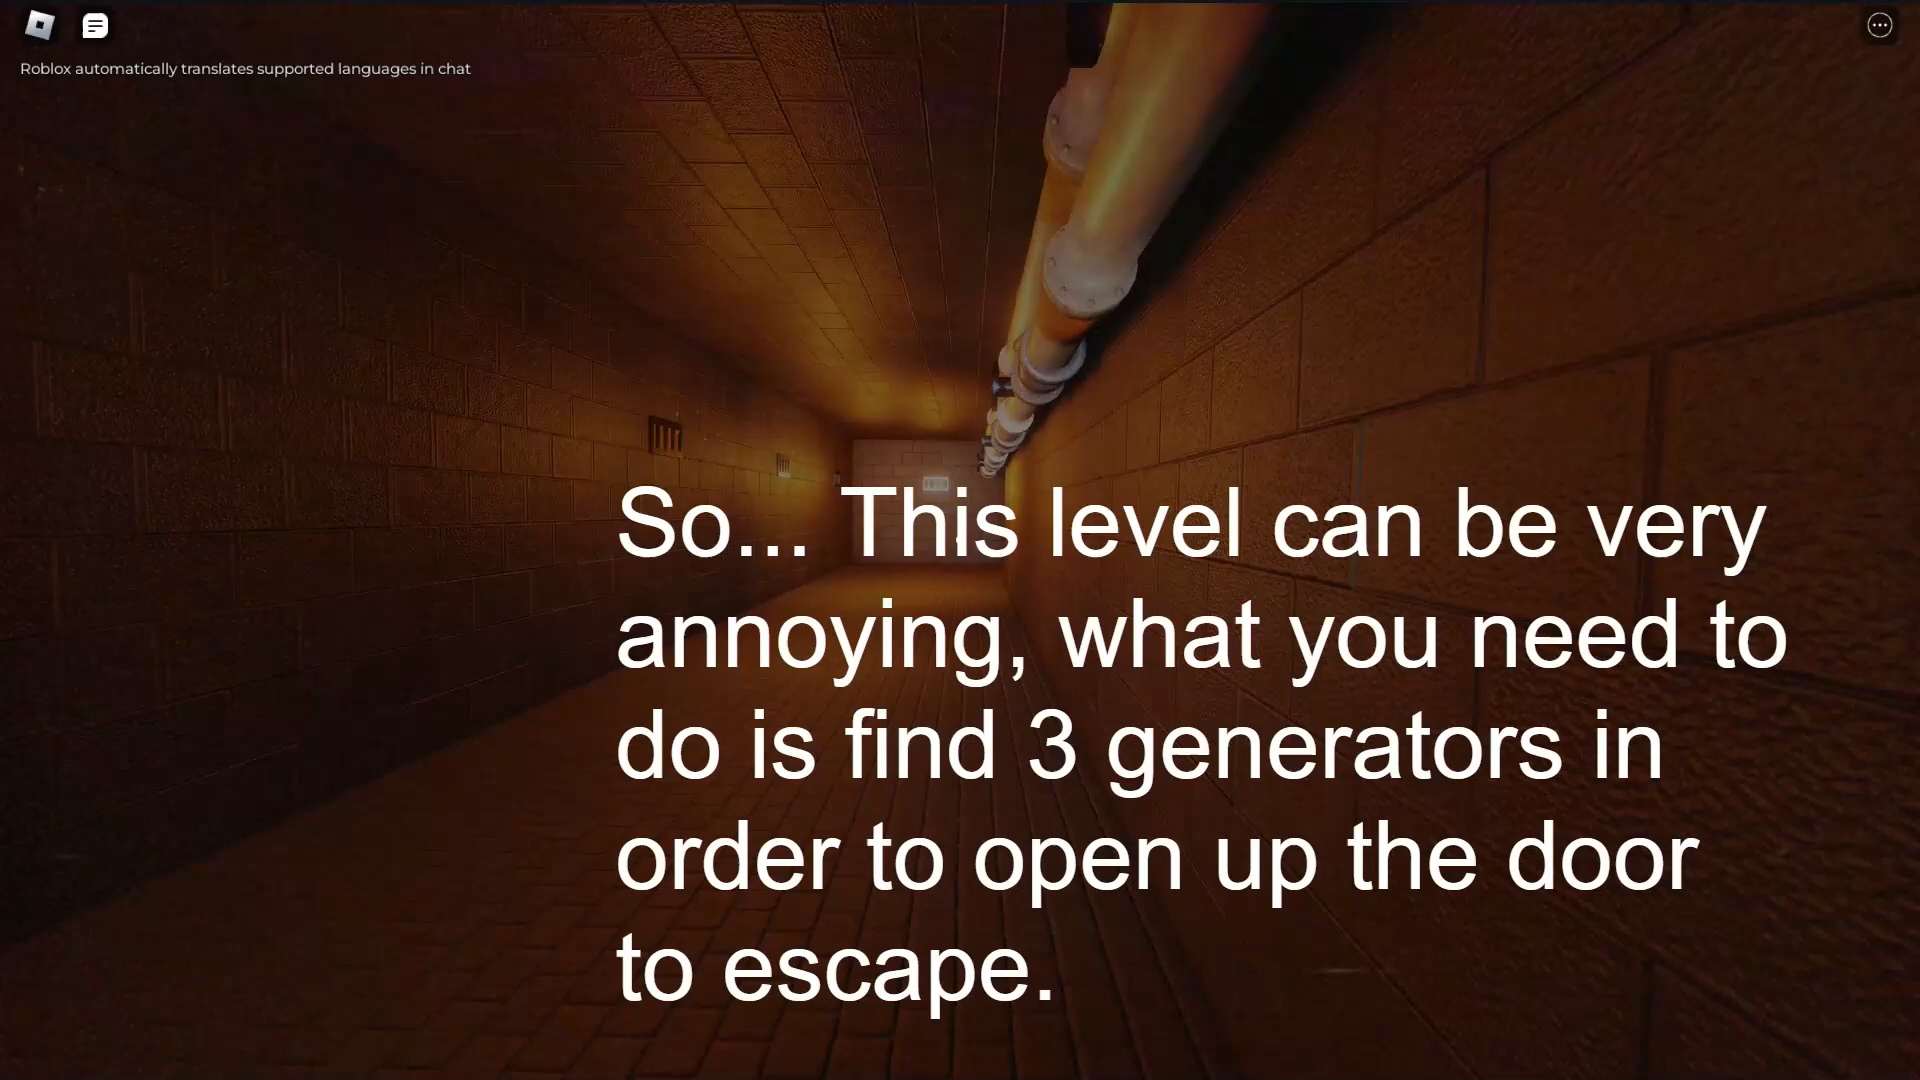 Roblox automatically translates supported languages in chat
So... This level can be very
annoying, what you need to
do is find 3 generators in
order to open up the door
to escape.